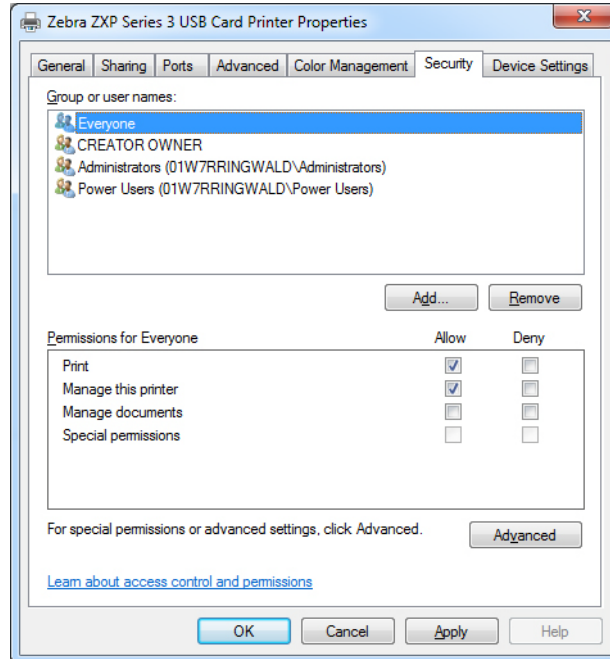 Zebra ZXP Series 3 USB Card Printer Properties
General Sharing Ports Advanced Color Management Security Device Settings
Group or user names:
Everyone
CREATOR OWNER
Administrators (01W7RRINGWALD\Administrators)
Power Users (01W7RRINGWALD\Power Users)
Add... Remove
Permissions for Everyone Allow Deny
Print
Manage this printer
Manage documents
Special permissions
For special permissions or advanced settings, click Advanced.
Advanced
Learn about access control and permissions
OK Cancel Apply Help